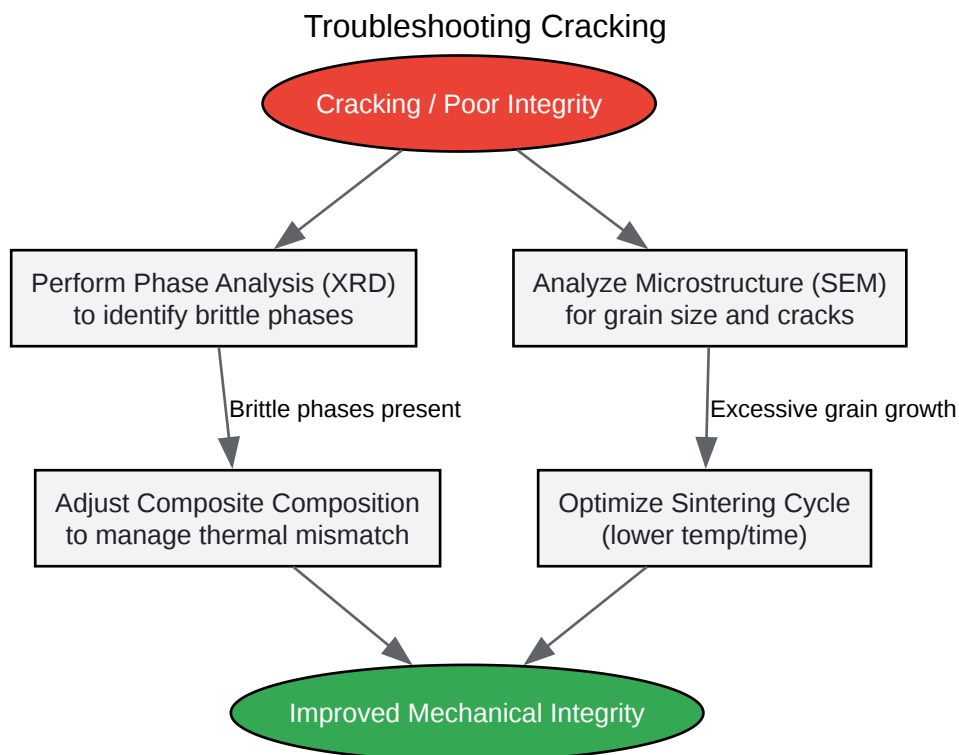 Troubleshooting Cracking
Cracking / Poor Integrity
Perform Phase Analysis (XRD)
to identify brittle phases
Analyze Microstructure (SEM)
for grain size and cracks
Brittle phases present
Excessive grain growth
Adjust Composite Composition
to manage thermal mismatch
Optimize Sintering Cycle
(lower temp/time)
Improved Mechanical Integrity